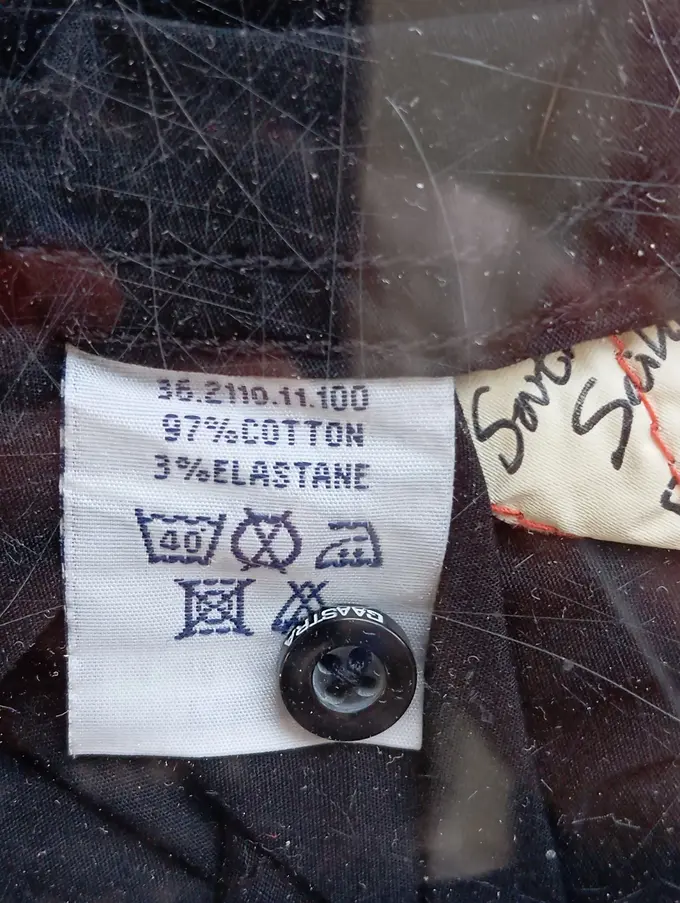 36.2110.11.100
97%COTTON
3%ELASTANE
40
GAASTRA